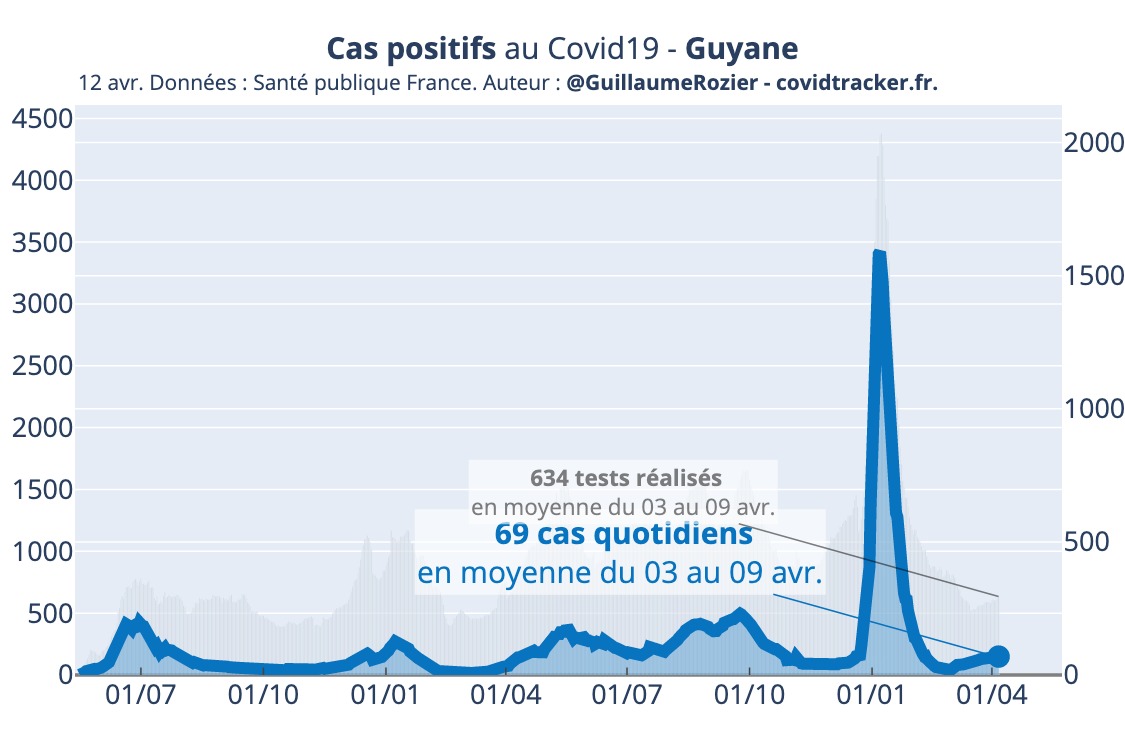 Cas positifs au Covid19 - Guyane
12 avr. Données : Santé publique France. Auteur : @GuillaumeRozier - covidtracker.fr.
4500
4000
3500
3000
2500
2000
1500
1000
500
0
2000
1500
1000
500
0
634 tests réalisés
en moyenne du 03 au 09 avr.
69 cas quotidiens
en moyenne du 03 au 09 avr.
01/07 01/10 01/01 01/04 01/07 01/10 01/01 01/04